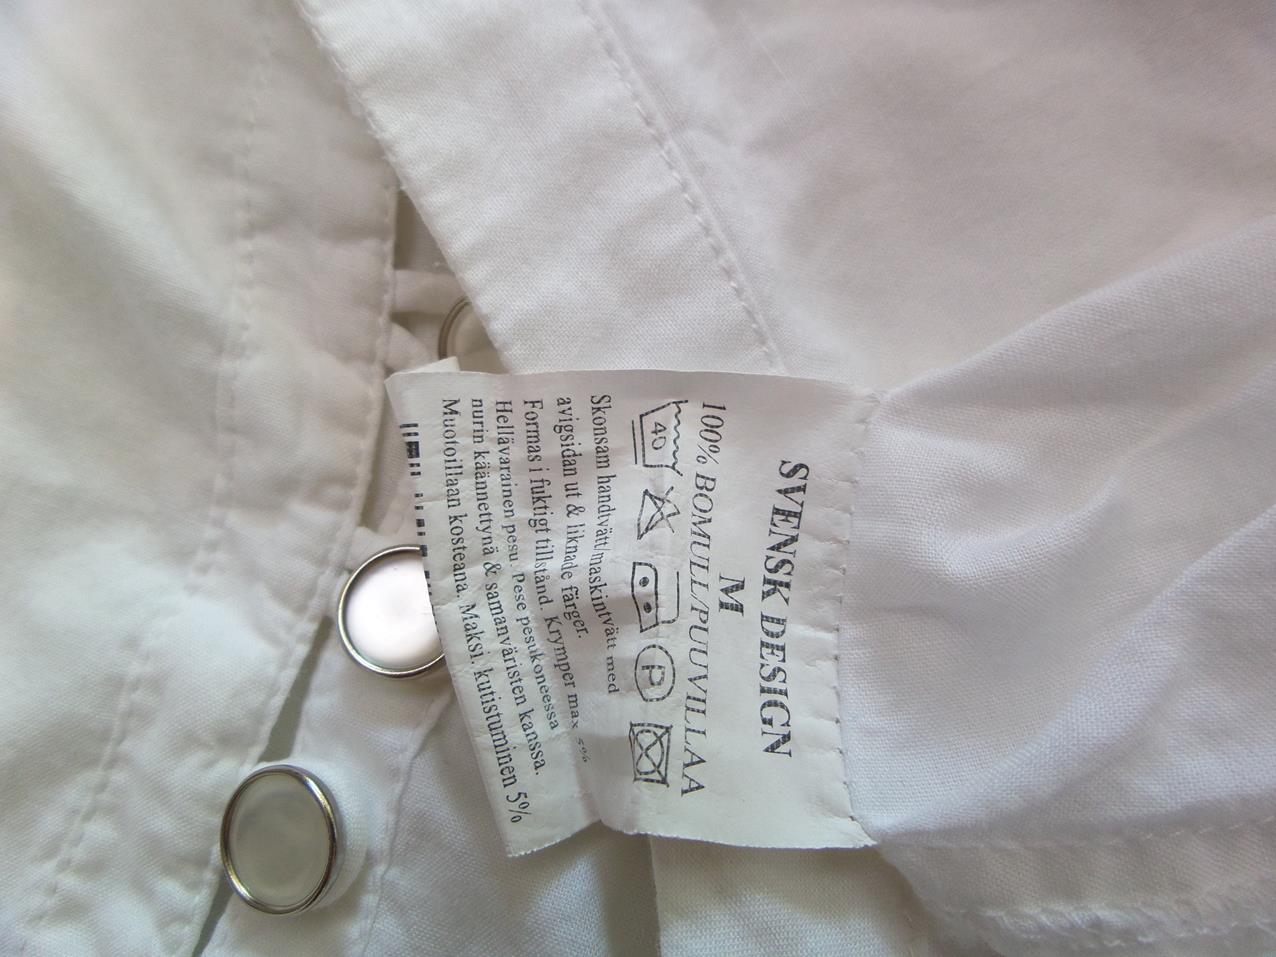 SVENSK DESIGN
M
100% BOMULL/PUUVILLAA
40
P
Skonsam handtvätt/maskintvätt med
avigsidan ut & liknade färger.
Formas i fuktigt tillstånd. Krymper max 5%
Hellävarainen pesu. Pese pesukoneessa
nurin käännettynä & samanväristen kanssa.
Muotoillaan kosteana. Maksi. kutistuminen 5%